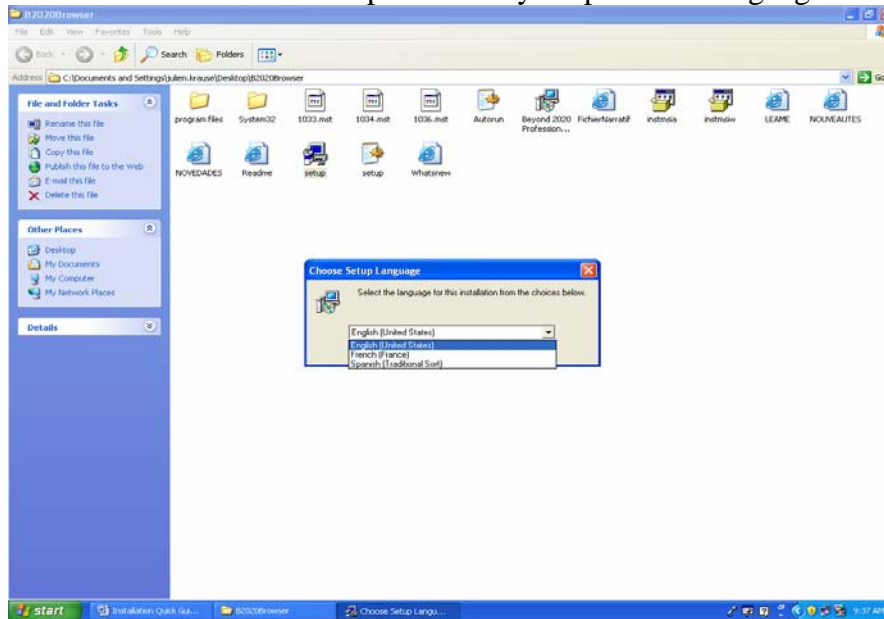 B2020Browser
File Edit View Favorites Tools Help
Back Search Folders
Address C:\Documents and Settings\julien.krause\Desktop\B2020Browser Go
File and Folder Tasks
Rename this file
Move this file
Copy this file
Publish this file to the Web
E-mail this file
Delete this file
Other Places
Desktop
My Documents
My Computer
My Network Places
Details
program files System32 1033.mst 1034.mst 1036.mst Autorun Beyond 2020 Profession... FichierNarratif instmsia instmsiw LEAME NOUVEAUTES
NOVEDADES Readme setup setup Whatsnew
Choose Setup Language
Select the language for this installation from the choices below.
English (United States)
English (United States)
French (France)
Spanish (Traditional Sort)
start Installation Quick Gui... B2020Browser Choose Setup Langu... 9:37 AM